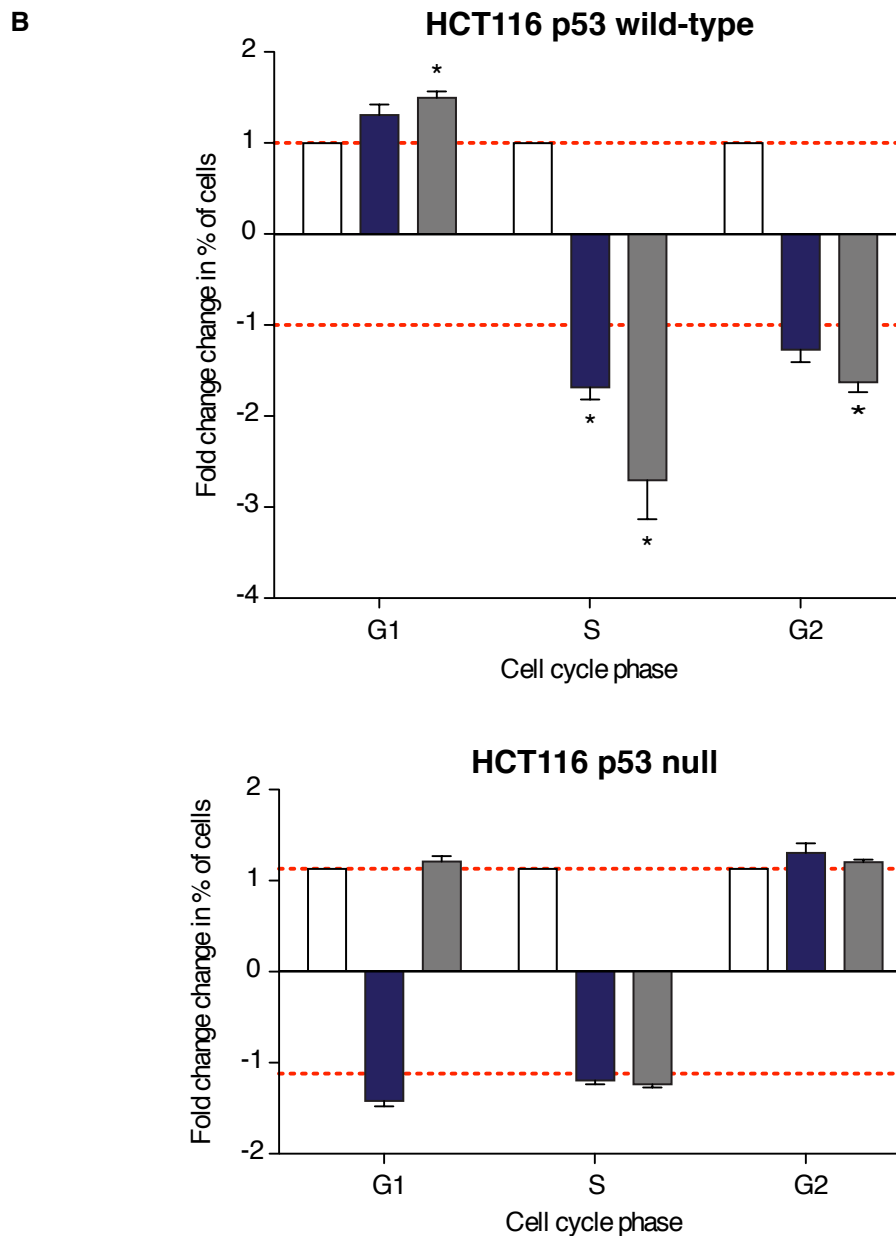 B
HCT116 p53 wild-type
2
*
1
0
-1
-2
-3
-4
*
*
*
Fold change change in % of cells
G1 S G2
Cell cycle phase
HCT116 p53 null
2
1
0
-1
-2
Fold change change in % of cells
G1 S G2
Cell cycle phase